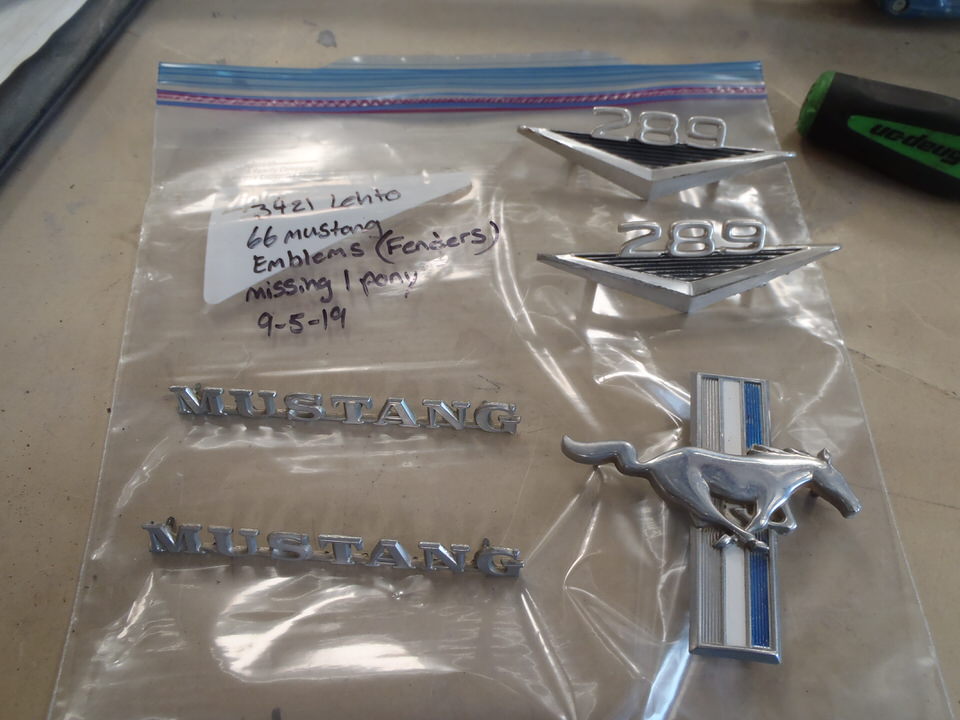 289
289
3421 Lehto
66 mustang
Emblems (Fenders)
missing 1 pony
9-5-19
MUSTANG
MUSTANG